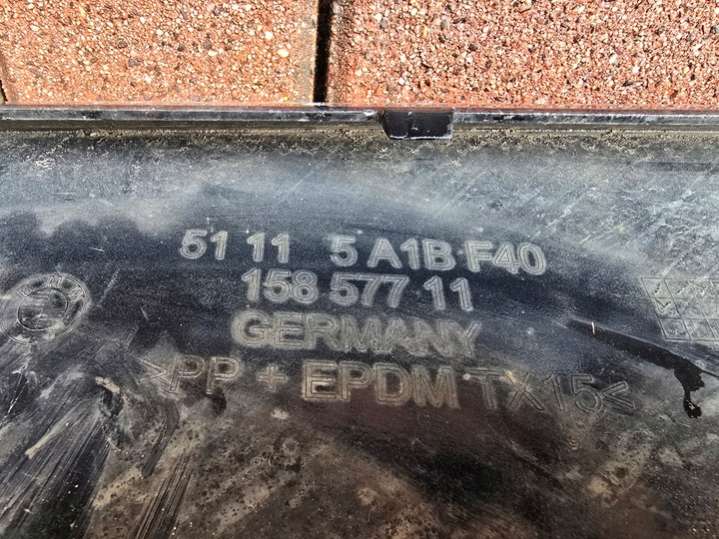 51 11 5 A1B F40
158 577 11
GERMANY
>PP + EPDM TX15<